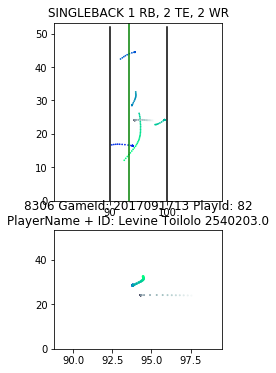 SINGLEBACK 1 RB, 2 TE, 2 WR
50
40
30
20
10
0
90 100
8306 GameId: 2017091713 PlayId: 82
PlayerName + ID: Levine Toilolo 2540203.0
40
20
0
90.0 92.5 95.0 97.5